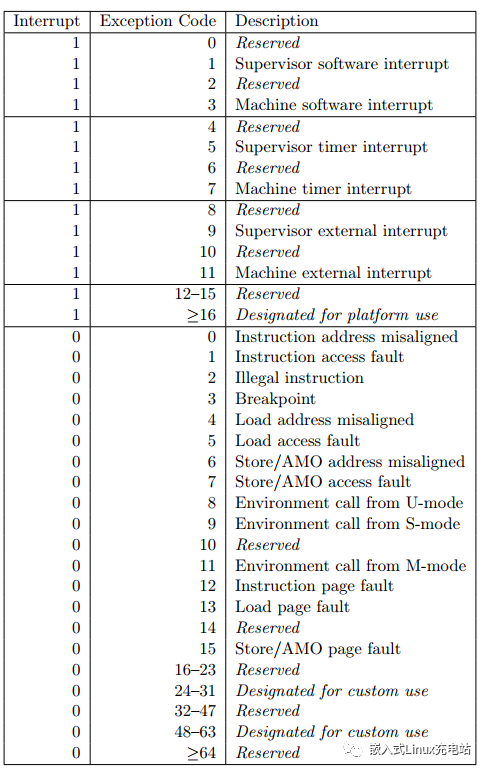 Interrupt Exception Code Description
1 0 Reserved
1 1 Supervisor software interrupt
1 2 Reserved
1 3 Machine software interrupt
1 4 Reserved
1 5 Supervisor timer interrupt
1 6 Reserved
1 7 Machine timer interrupt
1 8 Reserved
1 9 Supervisor external interrupt
1 10 Reserved
1 11 Machine external interrupt
1 12–15 Reserved
1 ≥16 Designated for platform use
0 0 Instruction address misaligned
0 1 Instruction access fault
0 2 Illegal instruction
0 3 Breakpoint
0 4 Load address misaligned
0 5 Load access fault
0 6 Store/AMO address misaligned
0 7 Store/AMO access fault
0 8 Environment call from U-mode
0 9 Environment call from S-mode
0 10 Reserved
0 11 Environment call from M-mode
0 12 Instruction page fault
0 13 Load page fault
0 14 Reserved
0 15 Store/AMO page fault
0 16–23 Reserved
0 24–31 Designated for custom use
0 32–47 Reserved
0 48–63 Designated for custom use
0 ≥64 Reserved
嵌入式Linux充电站